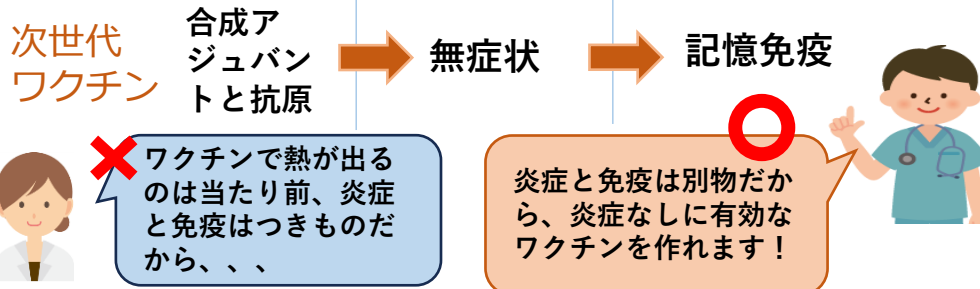 次世代
ワクチン
合成ア
ジュバン
トと抗原
無症状
記憶免疫
ワクチンで熱が出る
のは当たり前、炎症
と免疫はつきものだ
から、、、
炎症と免疫は別物だか
ら、炎症なしに有効な
ワクチンを作れます！